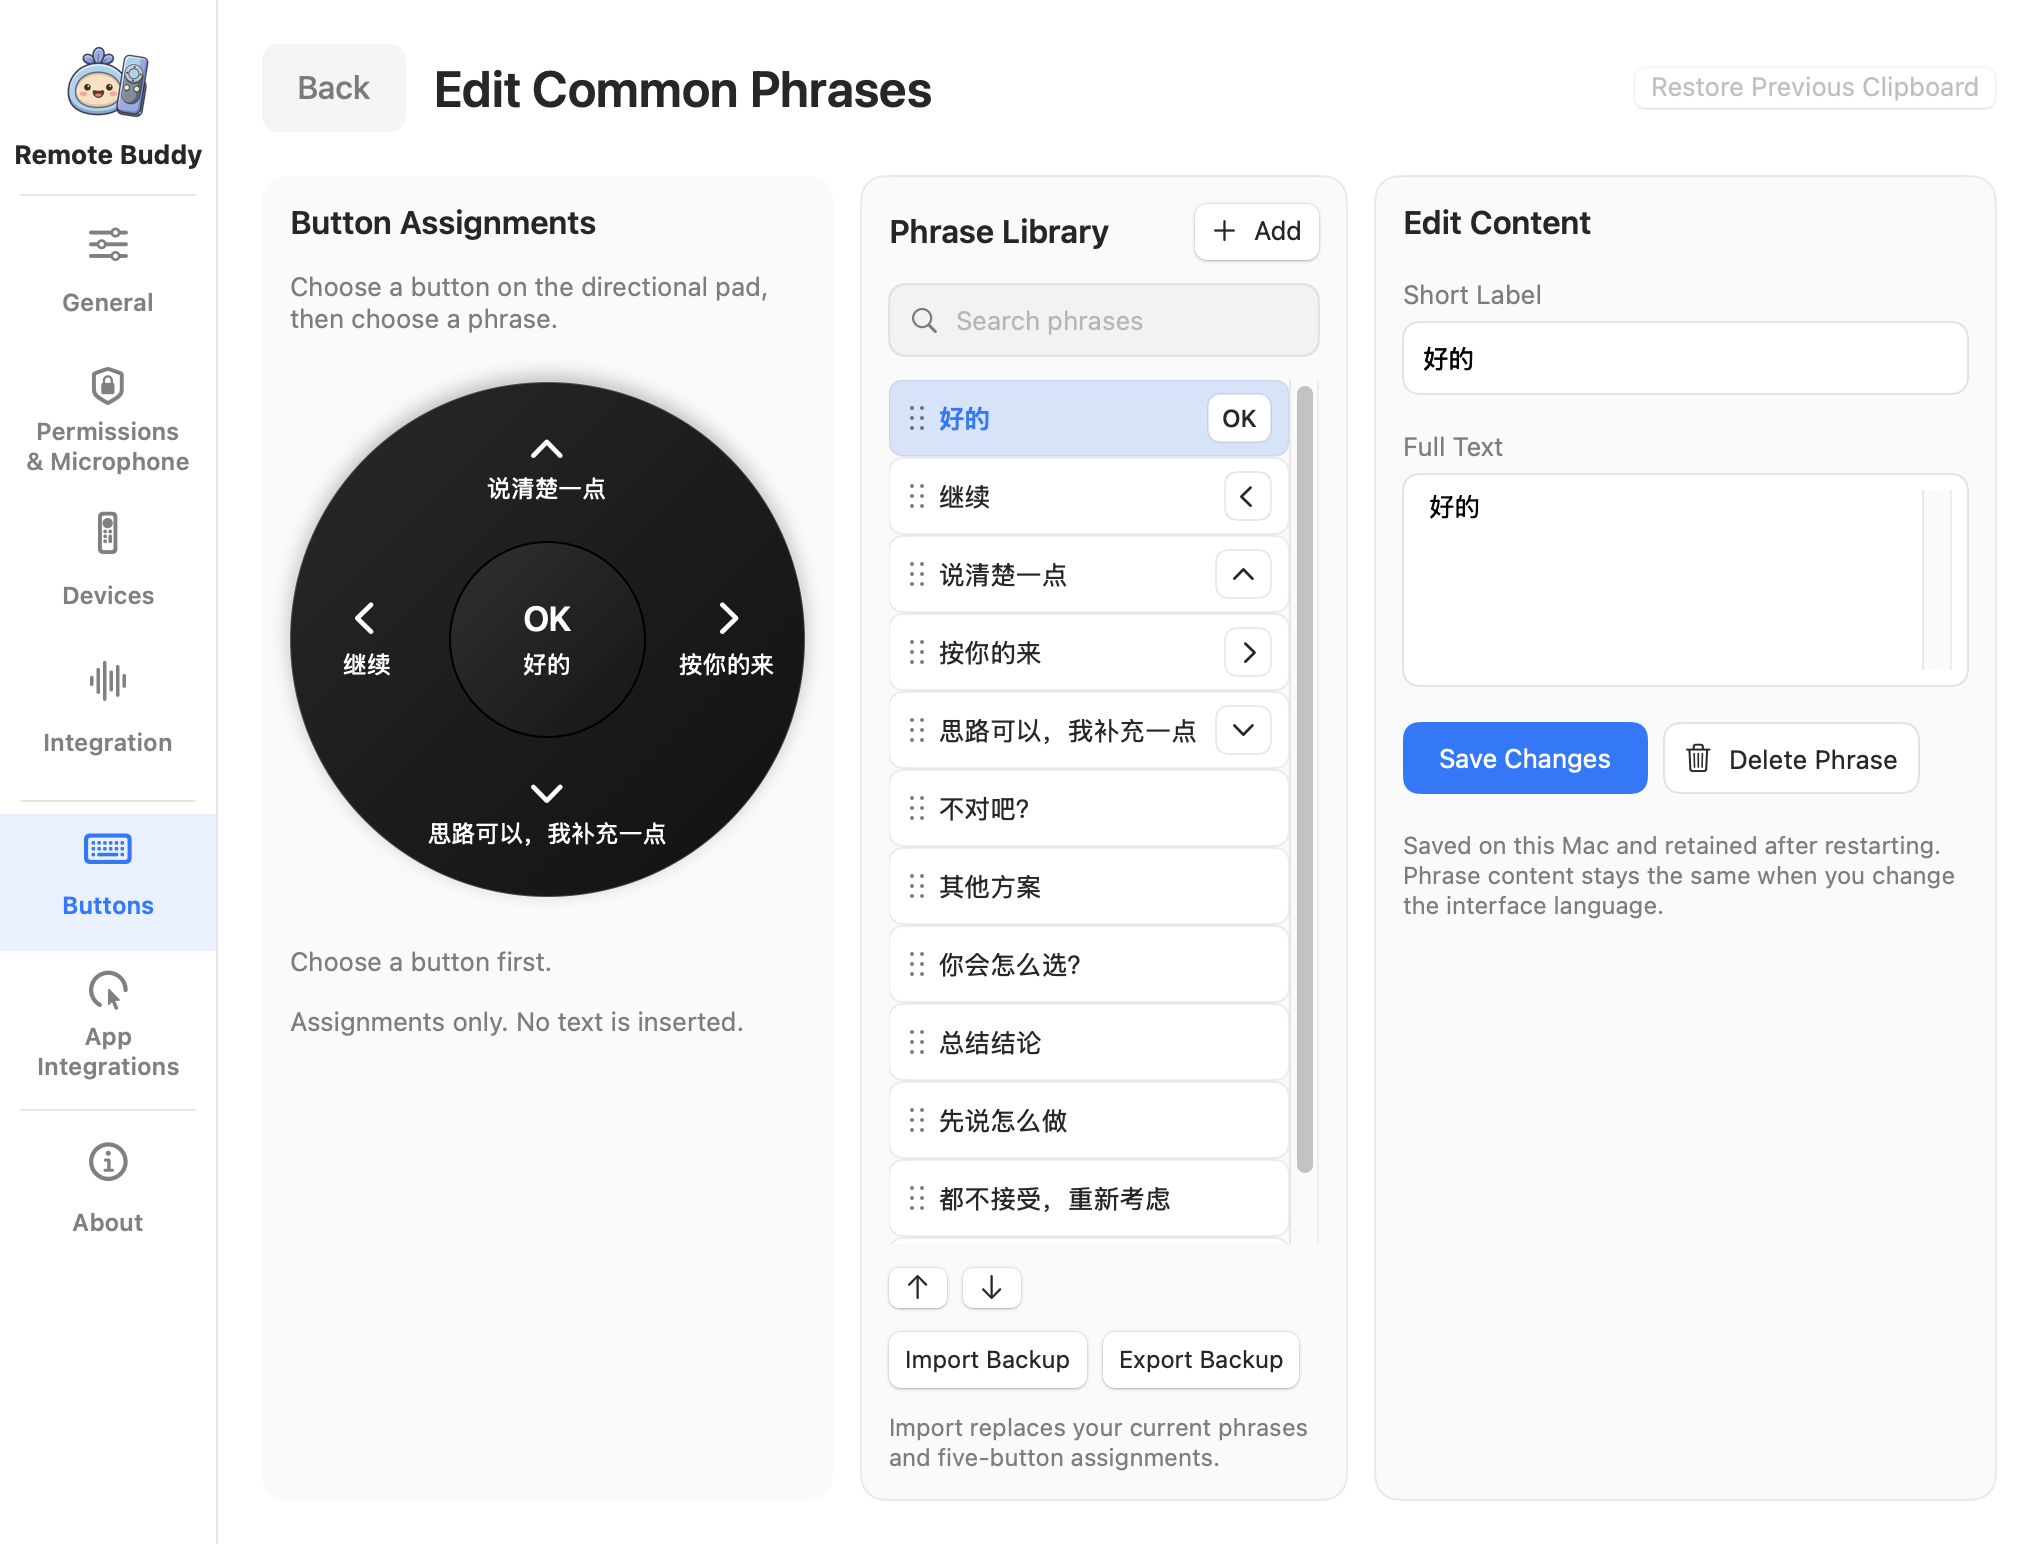 Remote Buddy
General
Permissions
& Microphone
Devices
Integration
Buttons
App
Integrations
About
Back
Edit Common Phrases
Restore Previous Clipboard
Button Assignments
Choose a button on the directional pad,
then choose a phrase.
说清楚一点
继续
OK
好的
按你的来
思路可以，我补充一点
Choose a button first.
Assignments only. No text is inserted.
Phrase Library
Add
Search phrases
好的 OK
继续
说清楚一点
按你的来
思路可以，我补充一点
不对吧？
其他方案
你会怎么选？
总结结论
先说怎么做
都不接受，重新考虑
Import Backup
Export Backup
Import replaces your current phrases
and five-button assignments.
Edit Content
Short Label
好的
Full Text
好的
Save Changes
Delete Phrase
Saved on this Mac and retained after restarting.
Phrase content stays the same when you change
the interface language.